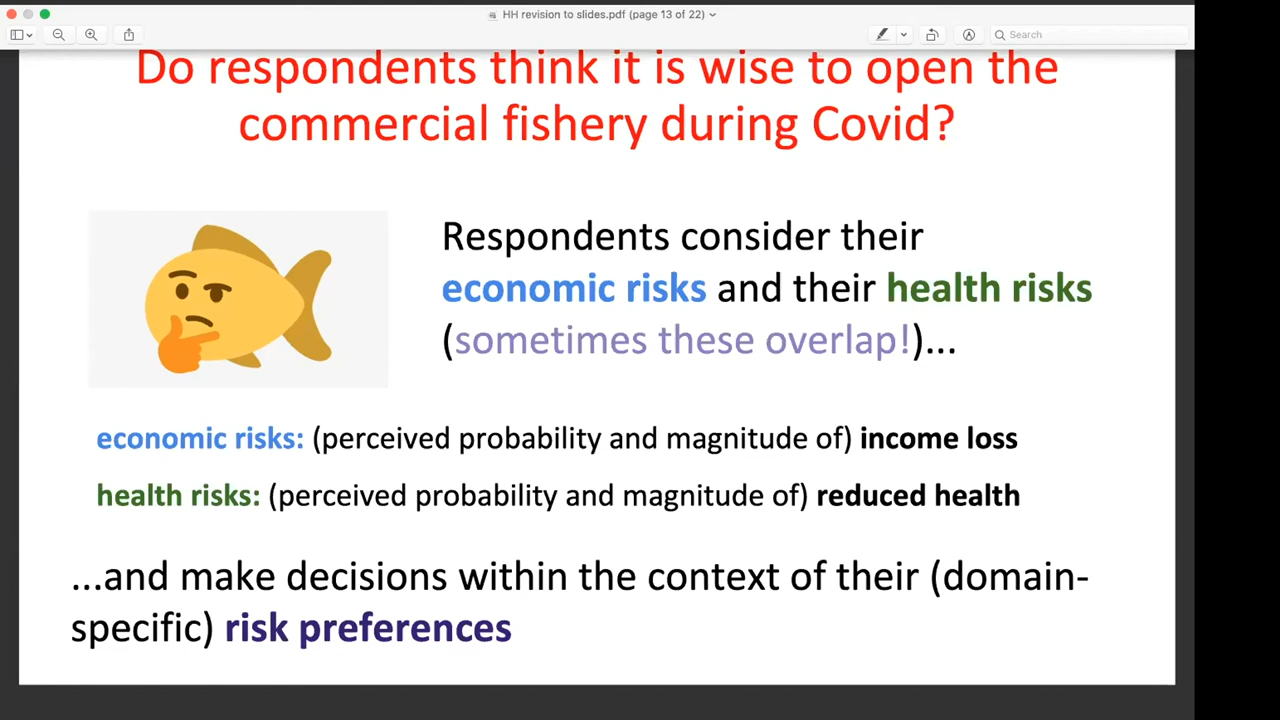 HH revision to slides.pdf (page 13 of 22)
Search
Do respondents think it is wise to open the
commercial fishery during Covid?
Respondents consider their
economic risks and their health risks
(sometimes these overlap!)...
economic risks: (perceived probability and magnitude of) income loss
health risks: (perceived probability and magnitude of) reduced health
...and make decisions within the context of their (domain-
specific) risk preferences